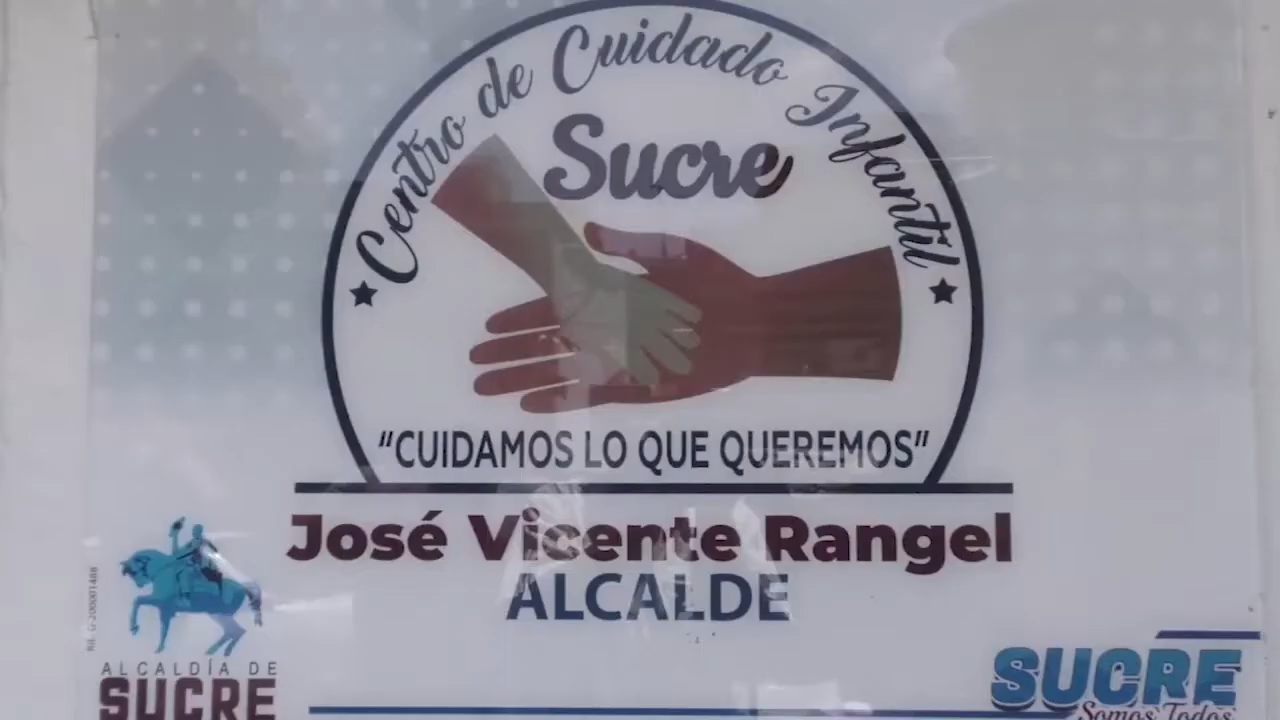 Centro de Cuidado Infantil
Sucre
“CUIDAMOS LO QUE QUEREMOS”
José Vicente Rangel
ALCALDE
ALCALDÍA DE
SUCRE
SUCRE
Somos Todos